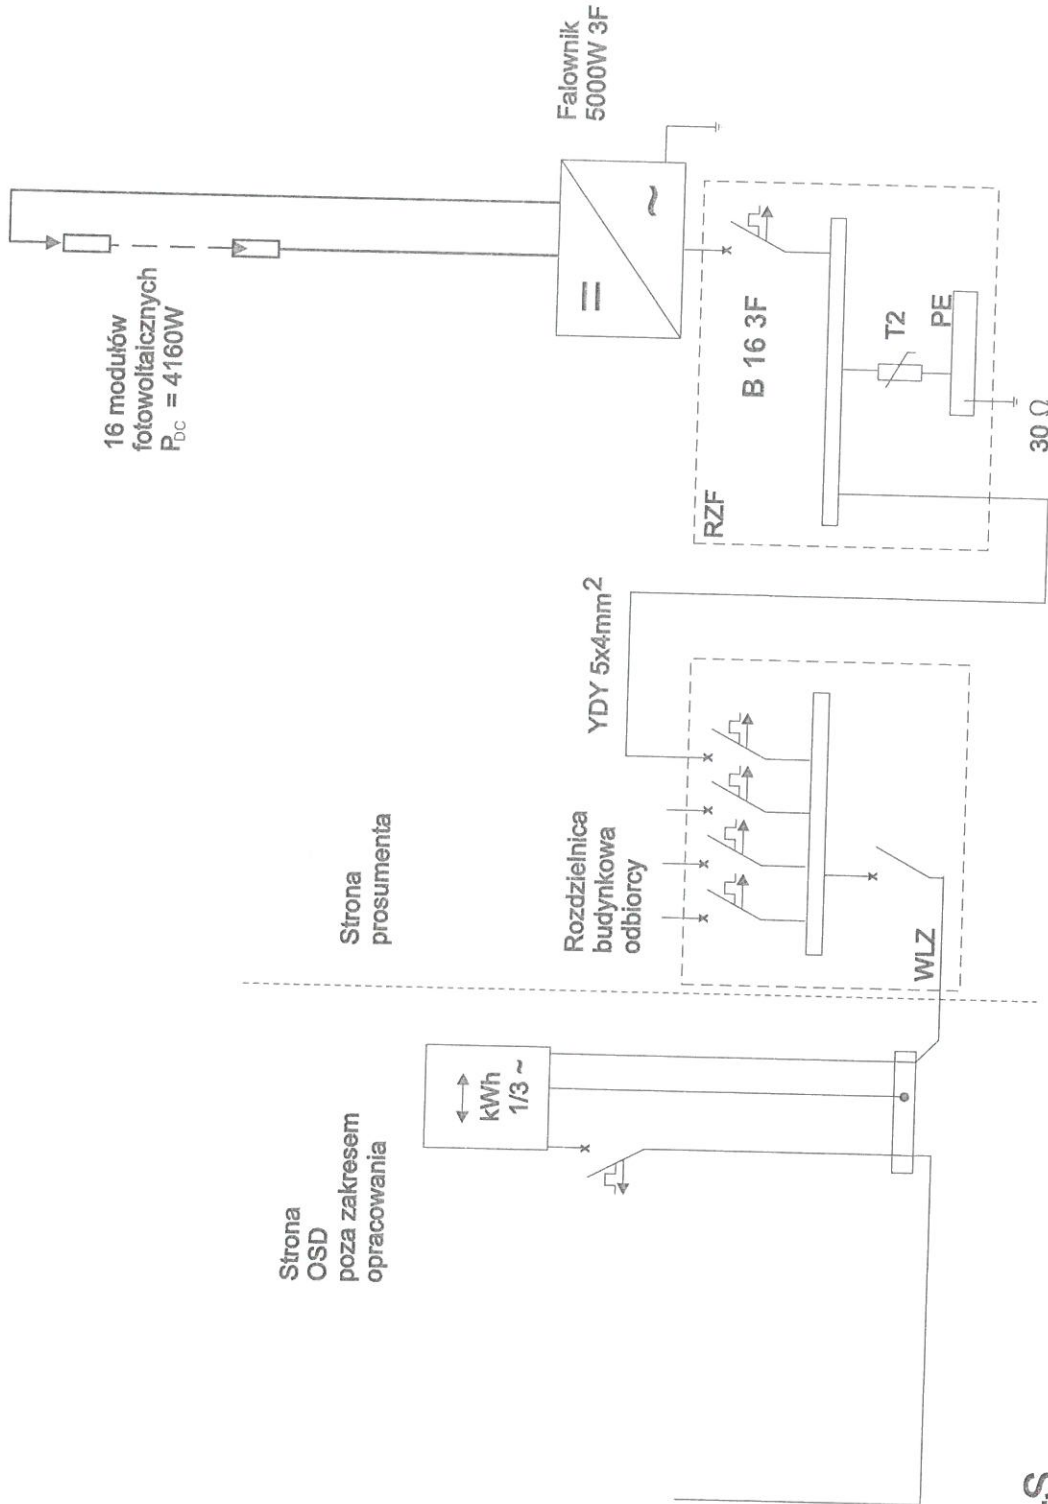 Strona
OSD
poza zakresem
opracowania
kWh
1/3 ~
Strona
prosumenta
Rozdzielnica
budynkowa
odbiorcy
WLZ
YDY 5x4mm²
16 modułów
fotowoltaicznych
P_DC = 4160W
Falownik
5000W 3F
RZF
B 16 3F
T2
PE
30 Ω